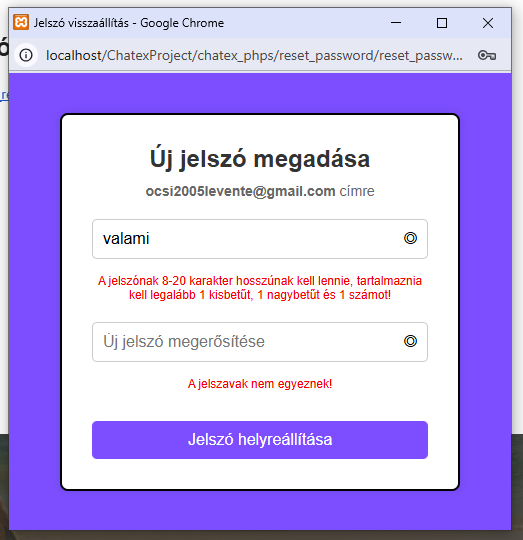 Jelszó visszaállítás - Google Chrome
localhost/ChatexProject/chatex_phps/reset_password/reset_passw...
Új jelszó megadása
ocsi2005levente@gmail.com címre
valami
A jelszónak 8-20 karakter hosszúnak kell lennie, tartalmaznia
kell legalább 1 kisbetűt, 1 nagybetűt és 1 számot!
Új jelszó megerősítése
A jelszavak nem egyeznek!
Jelszó helyreállítása